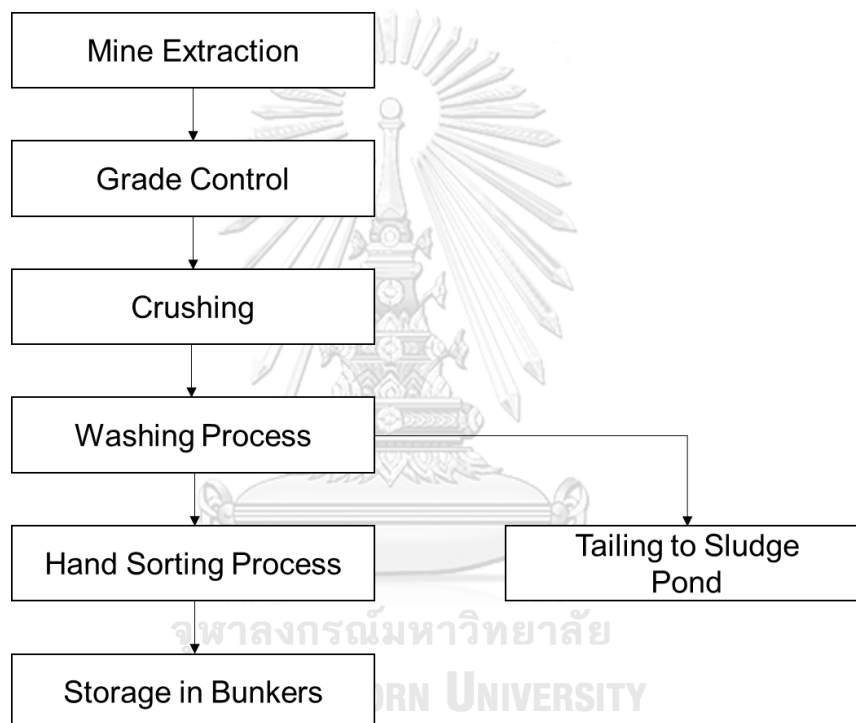 Mine Extraction
Grade Control
Crushing
Washing Process
Hand Sorting Process
Tailing to Sludge
Pond
จุฬาลงกรณ์มหาวิทยาลัย
Storage in Bunkers
UNIVERSITY